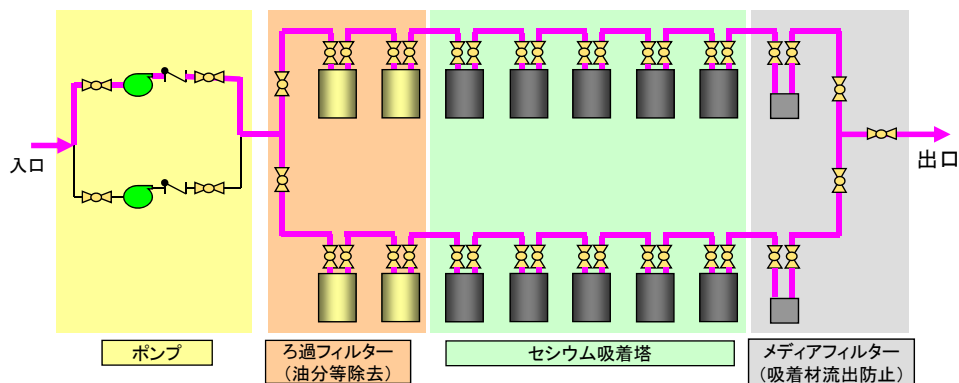 入口
出口
ポンプ
ろ過フィルター
（油分等除去）
セシウム吸着塔
メディアフィルター
（吸着材流出防止）